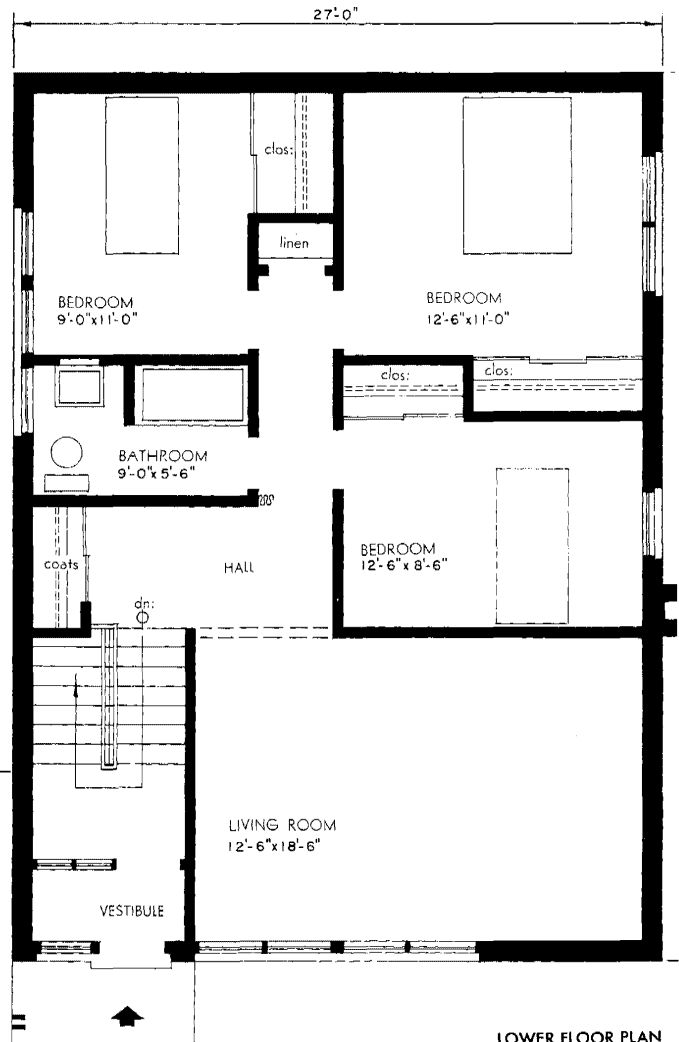 27'-0"
clos:
linen
BEDROOM
9'-0"x11'-0"
BEDROOM
12'-6"x11'-0"
clos:
clos:
BATHROOM
9'-0"x 5'-6"
coats
HALL
BEDROOM
12'-6"x 8'-6"
dn:
LIVING ROOM
12'-6"x18'-6"
VESTIBULE
LOWER FLOOR PLAN